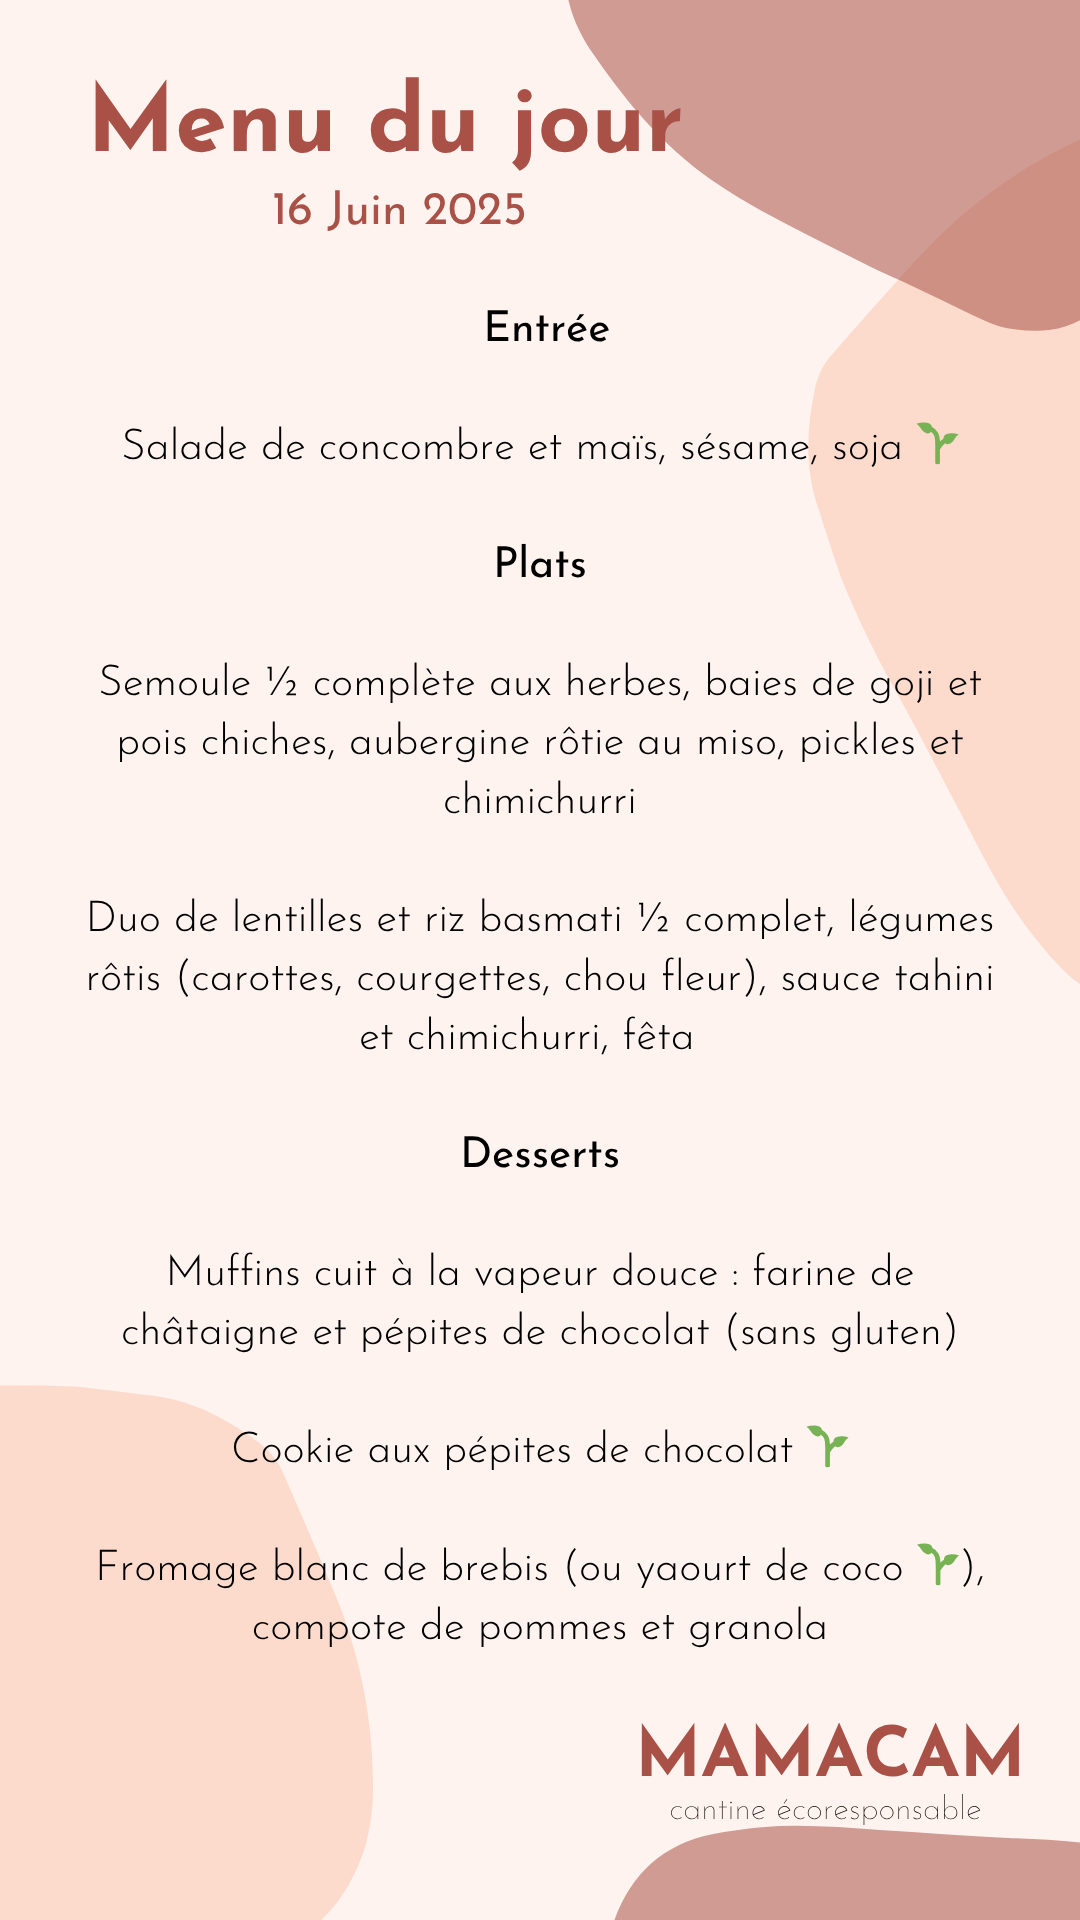 Menu du jour
16 Juin 2025
Entrée
Salade de concombre et maïs, sésame, soja 🌱
Plats
Semoule ½ complète aux herbes, baies de goji et
pois chiches, aubergine rôtie au miso, pickles et
chimichurri
Duo de lentilles et riz basmati ½ complet, légumes
rôtis (carottes, courgettes, chou fleur), sauce tahini
et chimichurri, fêta
Desserts
Muffins cuit à la vapeur douce : farine de
châtaigne et pépites de chocolat (sans gluten)
Cookie aux pépites de chocolat 🌱
Fromage blanc de brebis (ou yaourt de coco 🌱),
compote de pommes et granola
MAMACAM
cantine écoresponsable